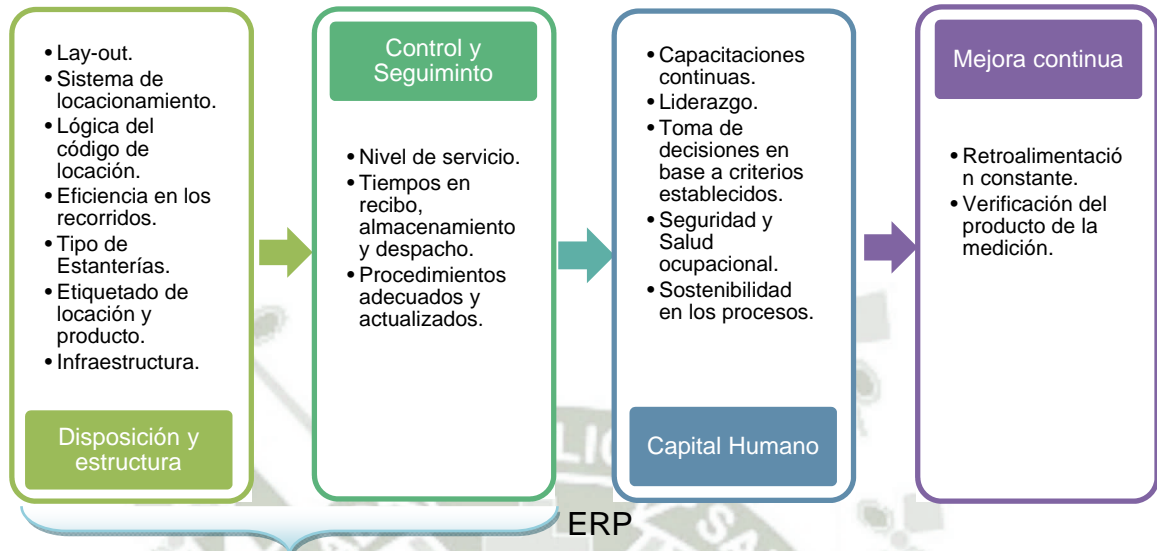 • Lay-out.
• Sistema de
locacionamiento.
• Lógica del
código de
locación.
• Eficiencia en los
recorridos.
• Tipo de
Estanterías.
• Etiquetado de
locación y
producto.
• Infraestructura.
Disposición y
estructura
Control y
Seguiminto
• Nivel de servicio.
• Tiempos en
recibo,
almacenamiento
y despacho.
• Procedimientos
adecuados y
actualizados.
• Capacitaciones
continuas.
• Liderazgo.
• Toma de
decisiones en
base a criterios
establecidos.
• Seguridad y
Salud
ocupacional.
• Sostenibilidad
en los procesos.
Capital Humano
Mejora continua
• Retroalimentació
n constante.
• Verificación del
producto de la
medición.
ERP